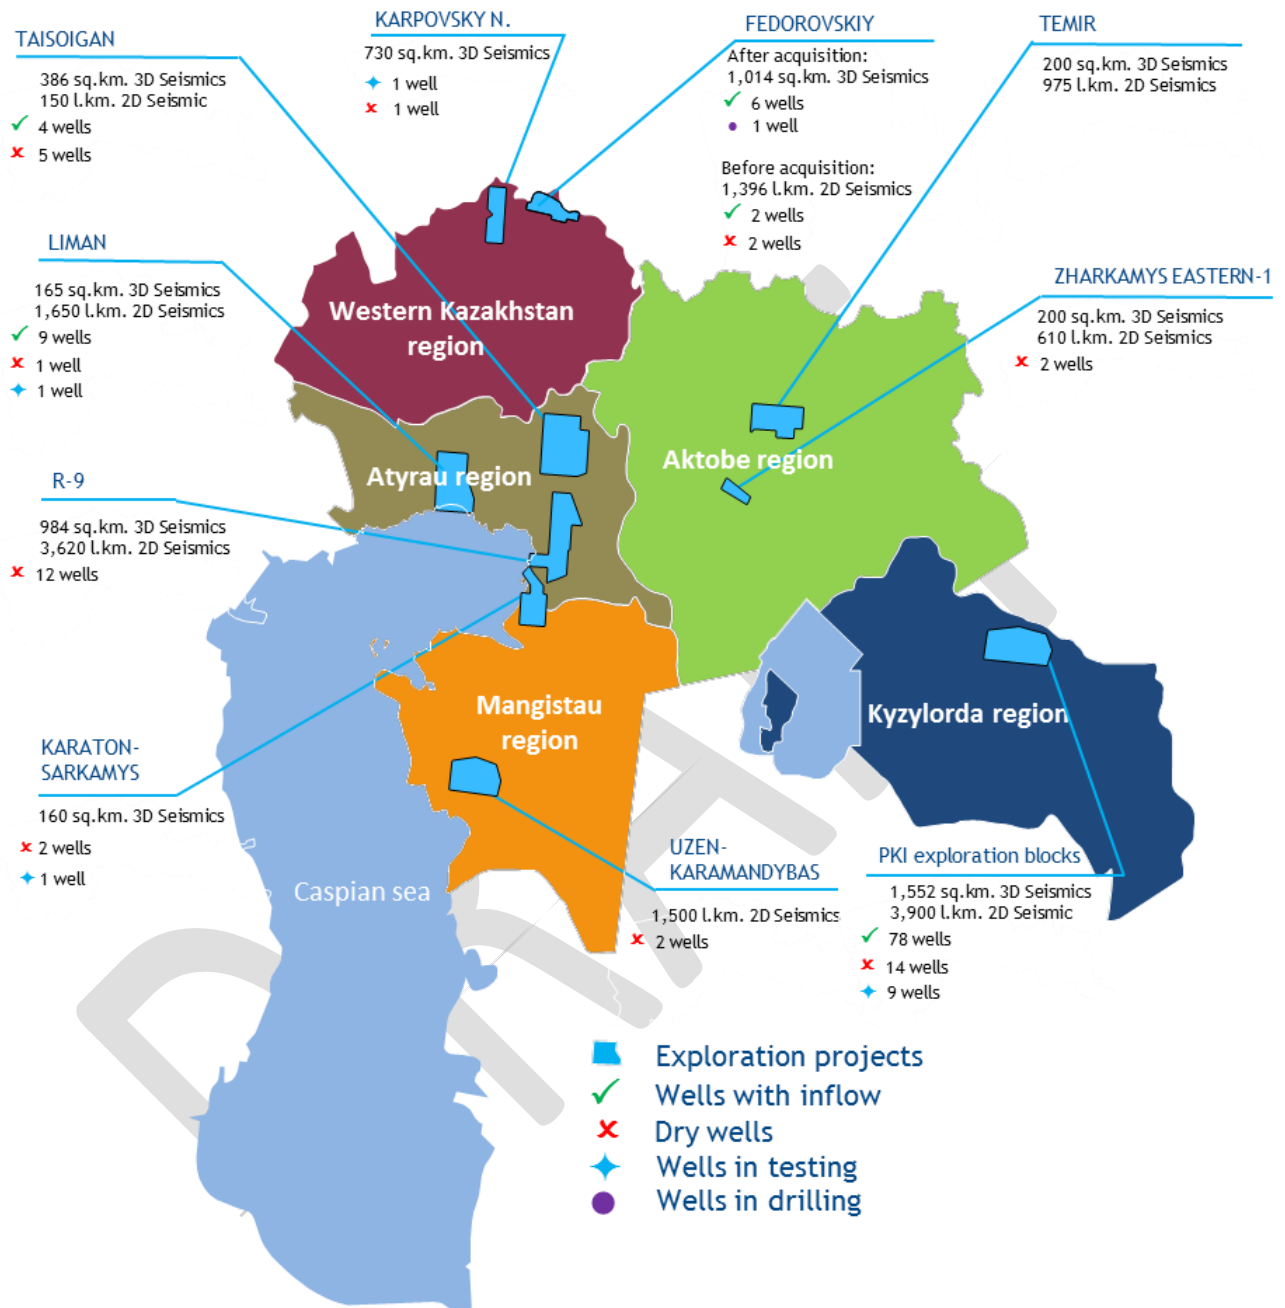 TAISOIGAN
386 sq.km. 3D Seismics
150 l.km. 2D Seismic
4 wells
5 wells
KARPOVSKY N.
730 sq.km. 3D Seismics
1 well
1 well
FEDOROVSKIY
After acquisition:
1,014 sq.km. 3D Seismics
6 wells
1 well
Before acquisition:
1,396 l.km. 2D Seismics
2 wells
2 wells
TEMIR
200 sq.km. 3D Seismics
975 l.km. 2D Seismics
LIMAN
165 sq.km. 3D Seismics
1,650 l.km. 2D Seismics
9 wells
1 well
1 well
ZHARKAMYS EASTERN-1
200 sq.km. 3D Seismics
610 l.km. 2D Seismics
2 wells
Western Kazakhstan
region
Atyrau region
Aktobe region
R-9
984 sq.km. 3D Seismics
3,620 l.km. 2D Seismics
12 wells
Mangistau
region
Kyzylorda region
KARATON-
SARKAMYS
160 sq.km. 3D Seismics
2 wells
1 well
Caspian sea
UZEN-
KARAMANDYBAS
1,500 l.km. 2D Seismics
2 wells
PKI exploration blocks
1,552 sq.km. 3D Seismics
3,900 l.km. 2D Seismic
78 wells
14 wells
9 wells
Exploration projects
Wells with inflow
Dry wells
Wells in testing
Wells in drilling